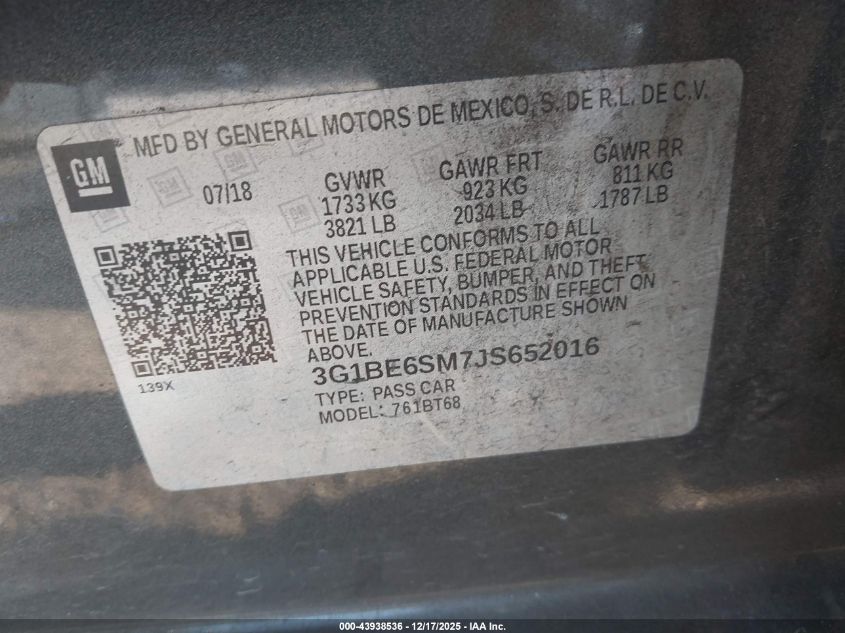 MFD BY GENERAL MOTORS DE MEXICO, S. DE R.L. DE C.V.
GM
07/18
GVWR
1733 KG
3821 LB
GAWR FRT
923 KG
2034 LB
GAWR RR
811 KG
1787 LB
THIS VEHICLE CONFORMS TO ALL
APPLICABLE U.S. FEDERAL MOTOR
VEHICLE SAFETY, BUMPER, AND THEFT
PREVENTION STANDARDS IN EFFECT ON
THE DATE OF MANUFACTURE SHOWN
ABOVE.
139X
3G1BE6SM7JS652016
TYPE: PASS CAR
MODEL: 761BT68
000-43938536 - 12/17/2025 - IAA Inc.